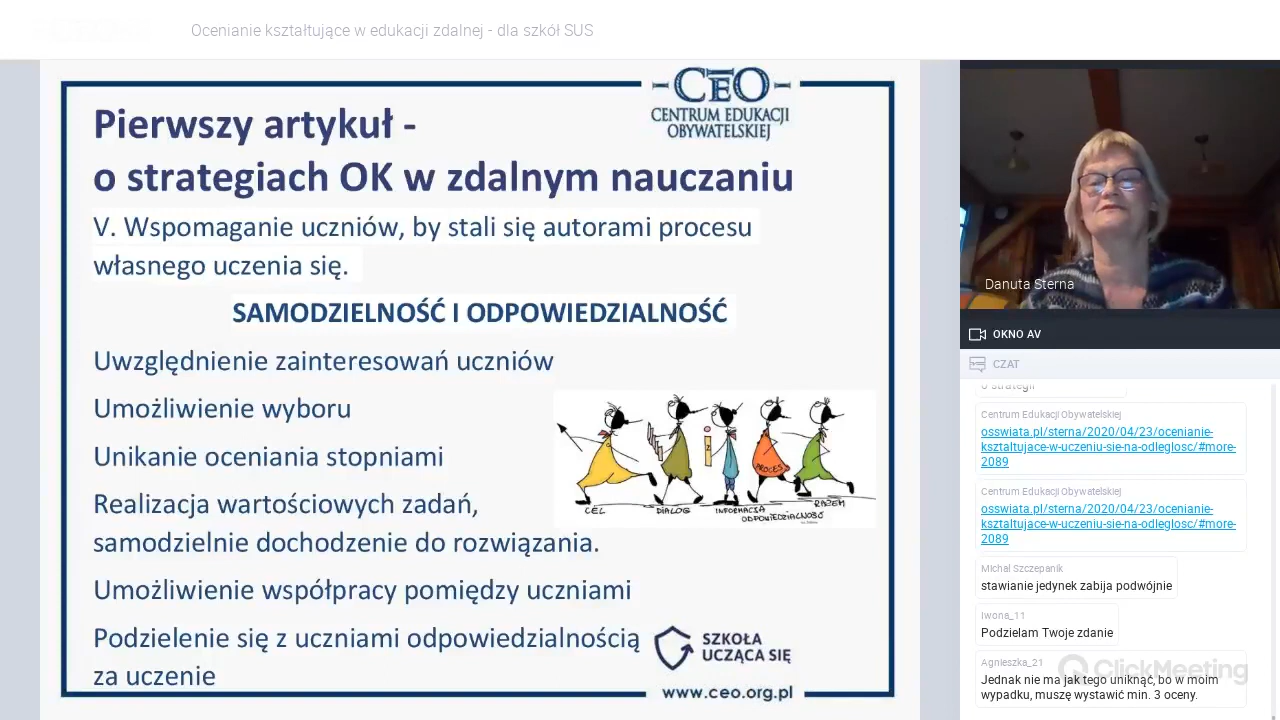 Ocenianie kształtujące w edukacji zdalnej - dla szkół SUS
CEO
CENTRUM EDUKACJI
OBYWATELSKIEJ
Pierwszy artykuł -
o strategiach OK w zdalnym nauczaniu
V. Wspomaganie uczniów, by stali się autorami procesu
własnego uczenia się.
SAMODZIELNOŚĆ I ODPOWIEDZIALNOŚĆ
Uwzględnienie zainteresowań uczniów
Umożliwienie wyboru
Unikanie oceniania stopniami
Realizacja wartościowych zadań,
samodzielnie dochodzenie do rozwiązania.
Umożliwienie współpracy pomiędzy uczniami
Podzielenie się z uczniami odpowiedzialnością
za uczenie
PROCES
CEL DIALOG INFORMACJA RAZEM
ODPOWIEDZIALNOŚĆ
SZKOŁA
UCZĄCA SIĘ
www.ceo.org.pl
Danuta Sterna
OKNO AV
CZAT
o strategii
Centrum Edukacji Obywatelskiej
osswiata.pl/sterna/2020/04/23/ocenianie-
ksztaltujace-w-uczeniu-sie-na-odleglosc/#more-
2089
Centrum Edukacji Obywatelskiej
osswiata.pl/sterna/2020/04/23/ocenianie-
ksztaltujace-w-uczeniu-sie-na-odleglosc/#more-
2089
Michał Szczepanik
stawianie jedynek zabija podwójnie
Iwona_11
Podzielam Twoje zdanie
Agnieszka_21
Jednak nie ma jak tego uniknąć, bo w moim
wypadku, muszę wystawić min. 3 oceny.
ClickMeeting